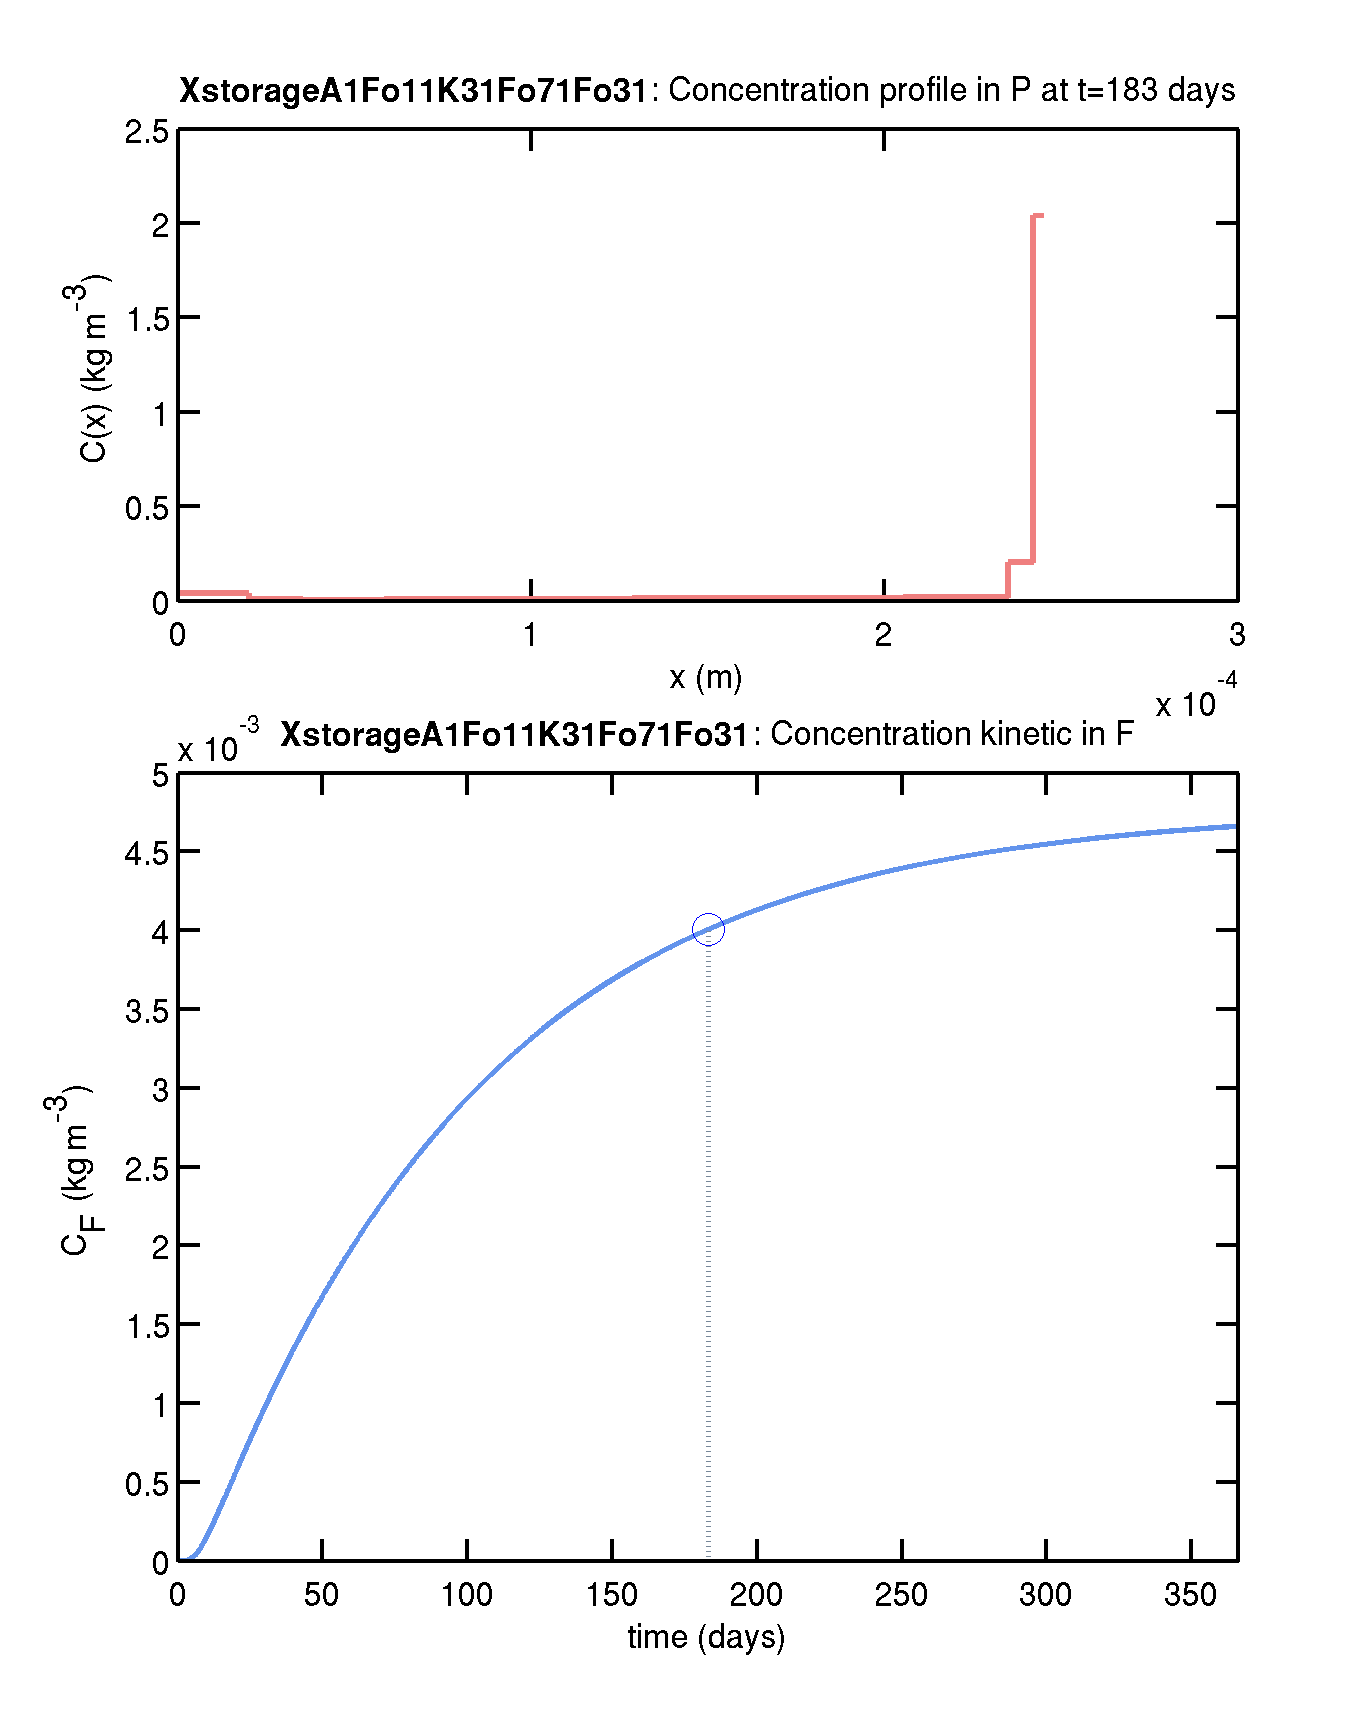 XstorageA1Fo11K31Fo71Fo31: Concentration profile in P at t=183 days
2.5
2
1.5
1
0.5
0
C(x) (kg m-3)
0 1 2 3
x (m)
x 10-4
x 10-3
XstorageA1Fo11K31Fo71Fo31: Concentration kinetic in F
5
4.5
4
3.5
3
2.5
2
1.5
1
0.5
0
CF (kg m-3)
0 50 100 150 200 250 300 350
time (days)